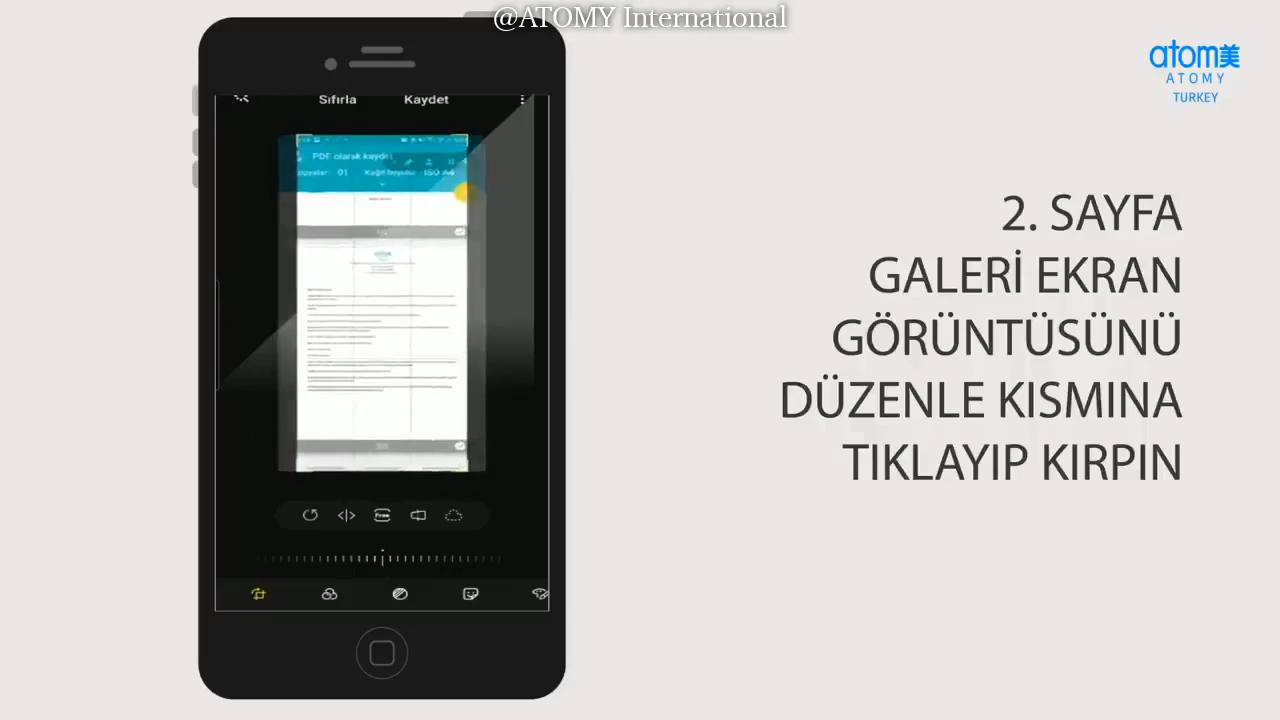 @ATOMY International
atom美
ATOMY
TURKEY
Sıfırla Kaydet
PDF olarak kaydet
01 Kağıt boyutu: ISO A4
Free
2. SAYFA
GALERİ EKRAN
GÖRÜNTÜSÜNÜ
DÜZENLE KISMINA
TIKLAYIP KIRPIN